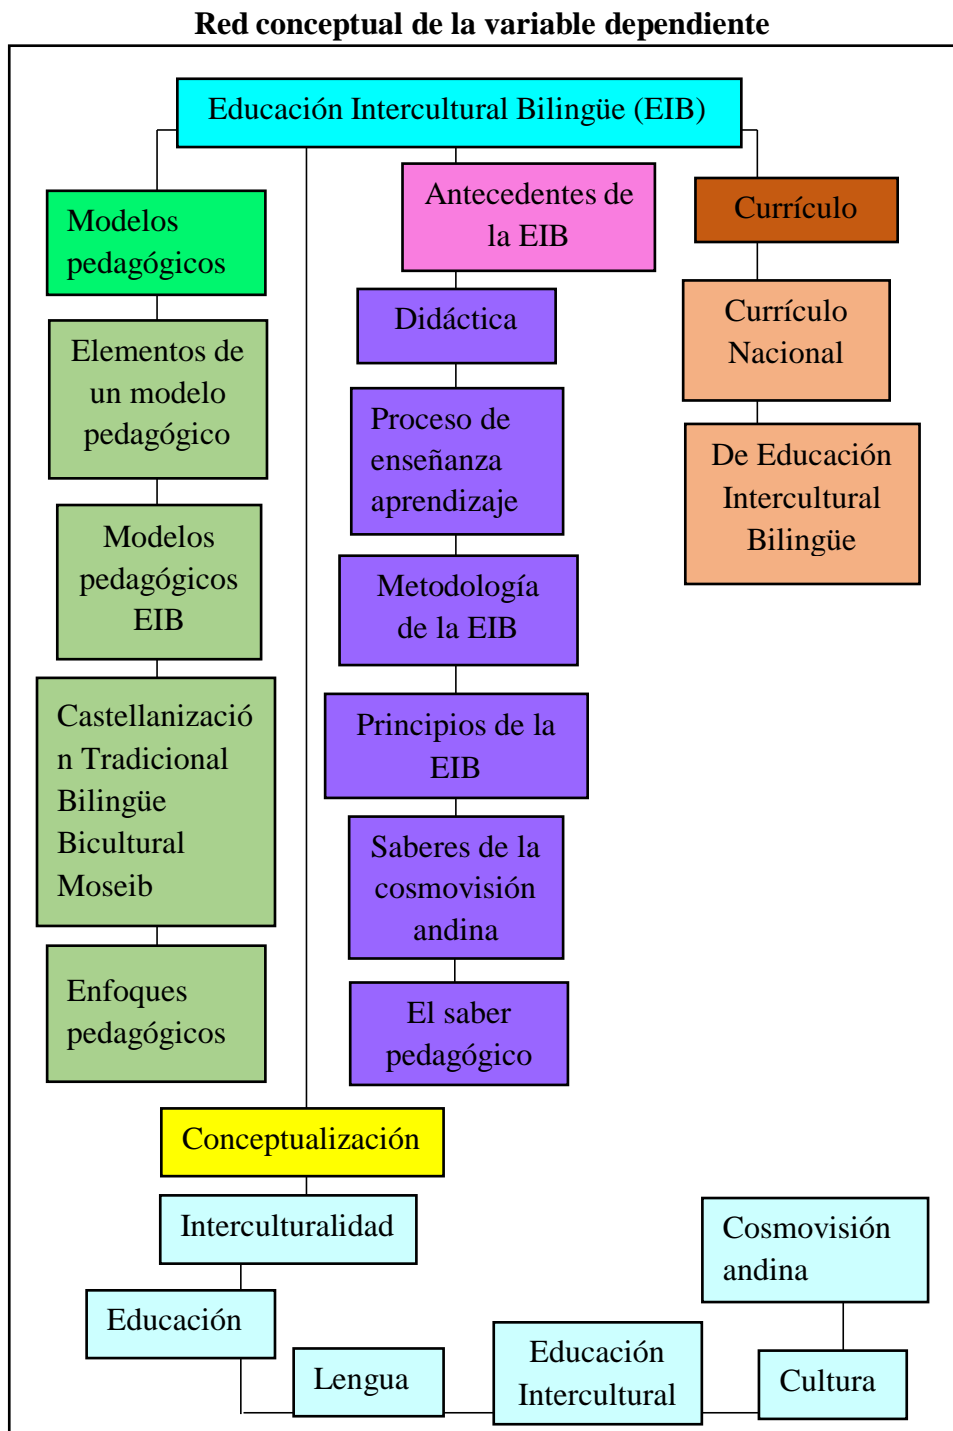 Red conceptual de la variable dependiente
Educación Intercultural Bilingüe (EIB)
Modelos
pedagógicos
Elementos de
un modelo
pedagógico
Modelos
pedagógicos
EIB
Castellanizació
n Tradicional
Bilingüe
Bicultural
Moseib
Enfoques
pedagógicos
Antecedentes de
la EIB
Didáctica
Proceso de
enseñanza
aprendizaje
Metodología
de la EIB
Principios de la
EIB
Saberes de la
cosmovisión
andina
El saber
pedagógico
Currículo
Currículo
Nacional
De Educación
Intercultural
Bilingüe
Conceptualización
Interculturalidad
Educación
Lengua
Educación
Intercultural
Cultura
Cosmovisión
andina